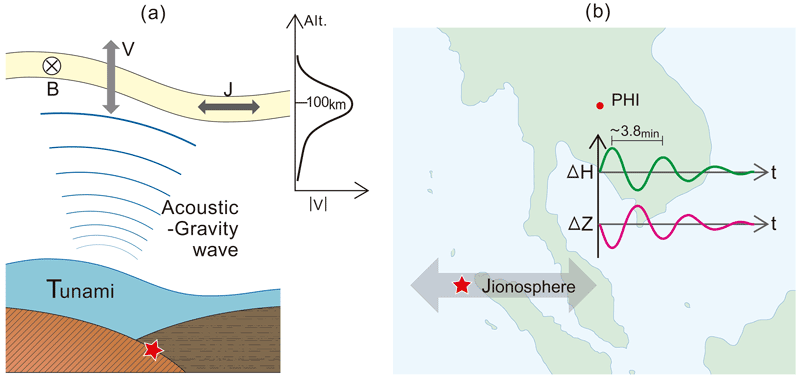 (a)
Alt.
V
B
J
100km
|V|
Acoustic
-Gravity
wave
Tunami
(b)
PHI
~3.8min
ΔH
t
ΔZ
t
Jionosphere